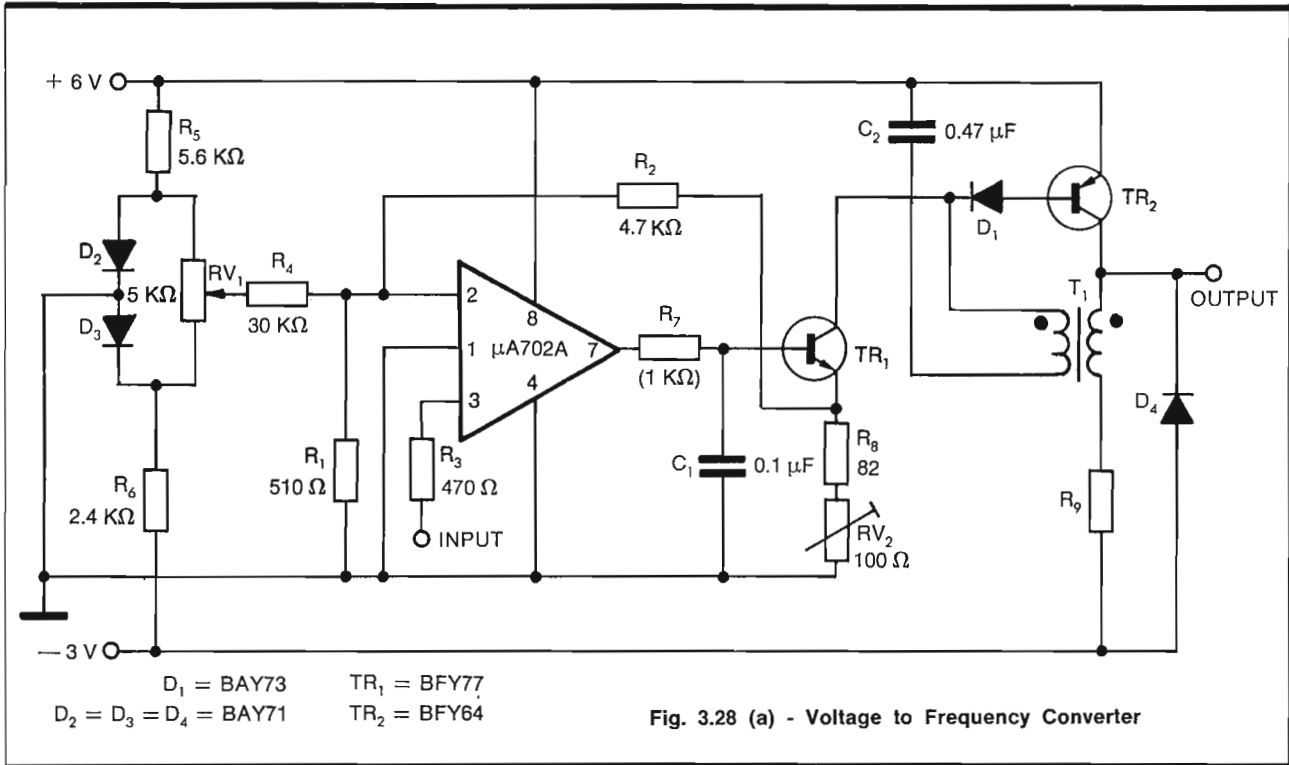 + 6 V
R5
5.6 KΩ
D2
D3
RV1
5 KΩ
R4
30 KΩ
R6
2.4 KΩ
R1
510 Ω
R2
4.7 KΩ
2
1
3
8
4
7
μA702A
R3
470 Ω
INPUT
R7
(1 KΩ)
C1
0.1 μF
TR1
R8
82
RV2
100 Ω
C2
0.47 μF
D1
TR2
T1
OUTPUT
D4
R9
— 3 V
D1 = BAY73
TR1 = BFY77
D2 = D3 = D4 = BAY71
TR2 = BFY64
Fig. 3.28 (a) - Voltage to Frequency Converter